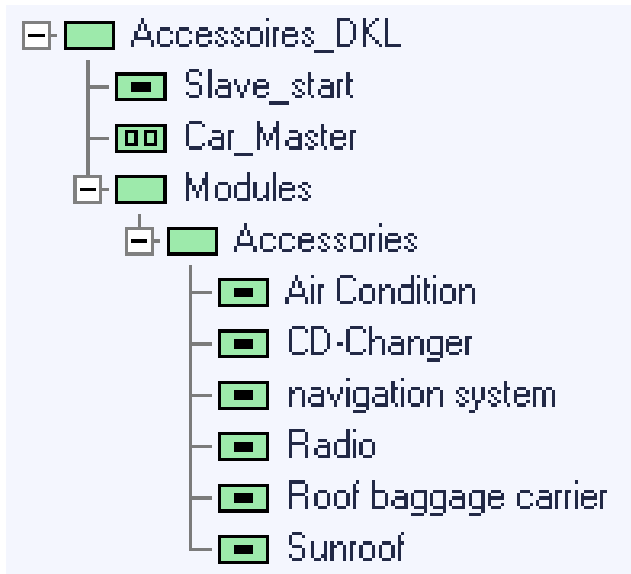 Accessoires_DKL
Slave_start
Car_Master
Modules
Accessories
Air Condition
CD-Changer
navigation system
Radio
Roof baggage carrier
Sunroof